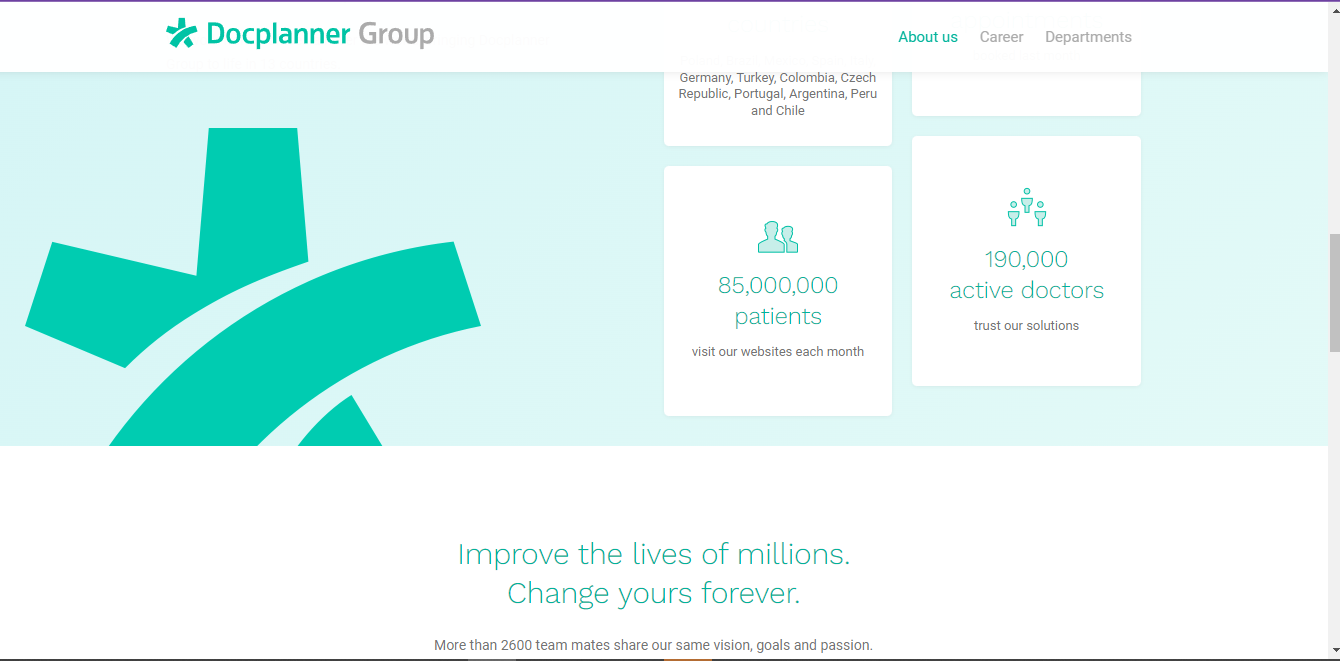 Docplanner Group
About us
Career
Departments
Germany, Turkey, Colombia, Czech
Republic, Portugal, Argentina, Peru
and Chile
85,000,000
patients
visit our websites each month
190,000
active doctors
trust our solutions
Improve the lives of millions.
Change yours forever.
More than 2600 team mates share our same vision, goals and passion.